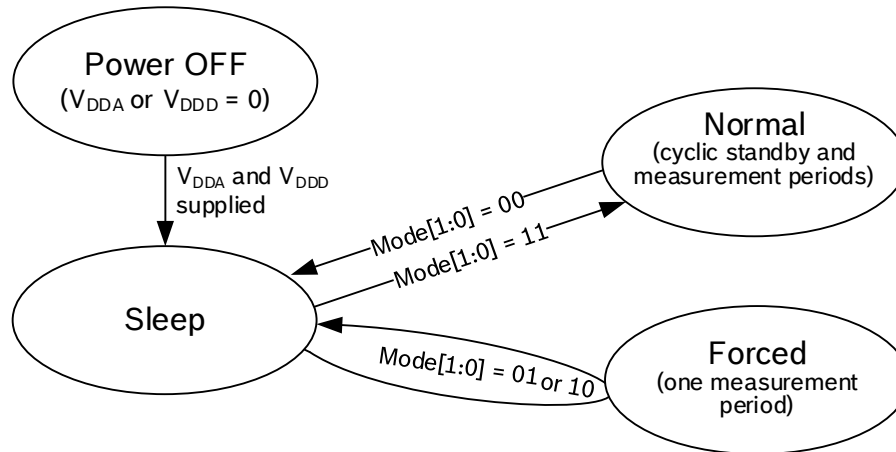 Power OFF
(VDDA or VDDD = 0)
VDDA and VDDD
supplied
Normal
(cyclic standby and
measurement periods)
Mode[1:0] = 00
Mode[1:0] = 11
Sleep
Mode[1:0] = 01 or 10
Forced
(one measurement
period)